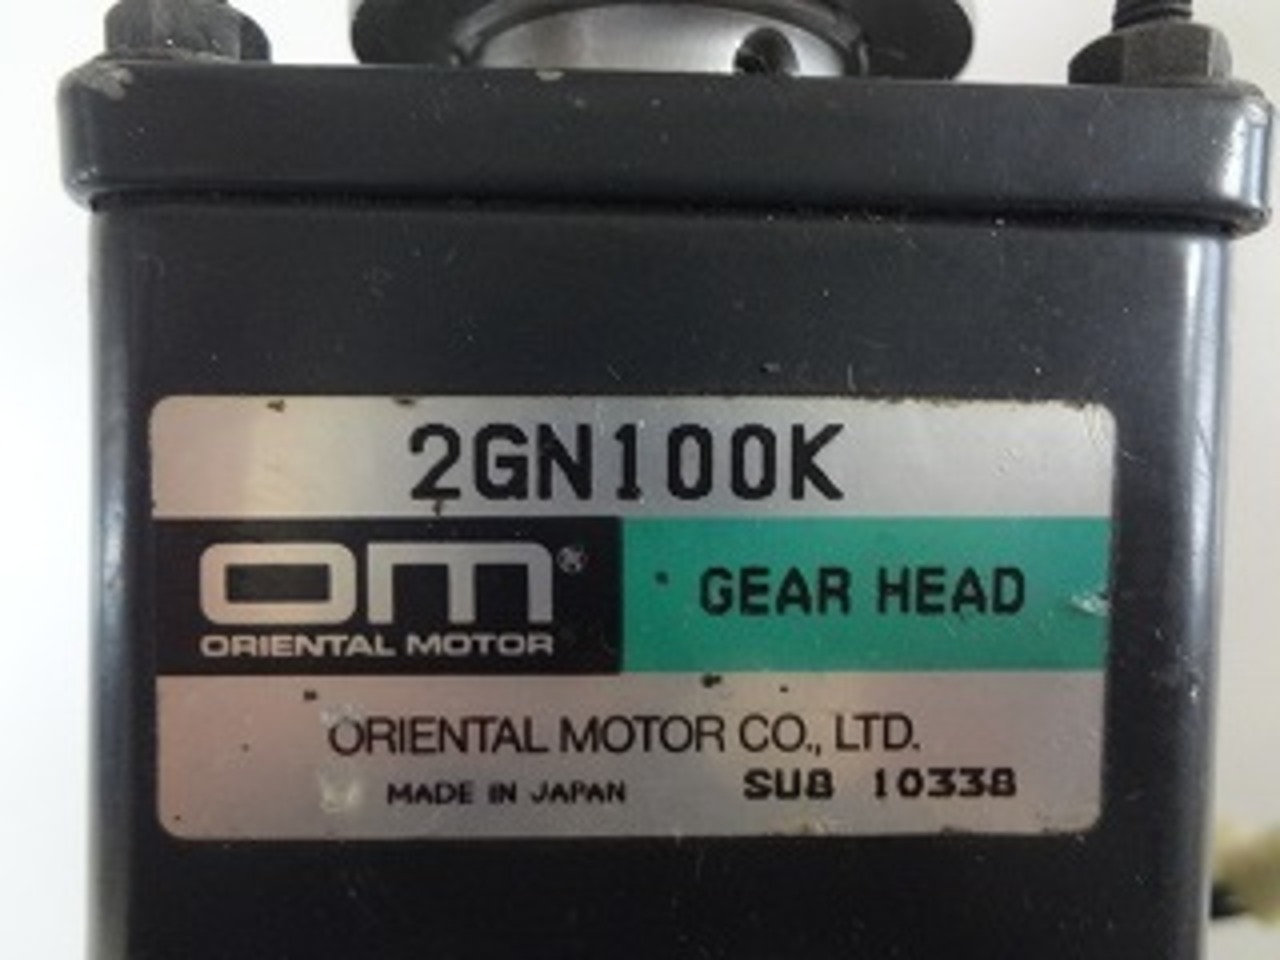 2GN100K
OM®
ORIENTAL MOTOR
GEAR HEAD
ORIENTAL MOTOR CO., LTD.
MADE IN JAPAN SU8 10338